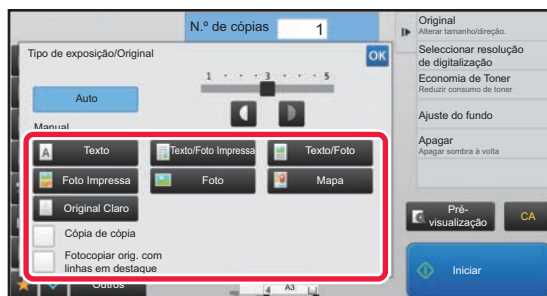 N.º de cópias 1
Original
Alterar tamanho/direção.
Tipo de exposição/Original
OK
Seleccionar resolução
de digitalização
1 · · · 3 · · · 5
Economia de Toner
Reduzir consumo de toner
Auto
Ajuste do fundo
Manual
Apagar
Apagar sombra à volta
A Texto
Texto/Foto Impressa
Texto/Foto
Foto Impressa
Foto
Mapa
Original Claro
Pré-
visualização
CA
Cópia de cópia
Fotocopiar orig. com
linhas em destaque
Iniciar
Outros
4 A3